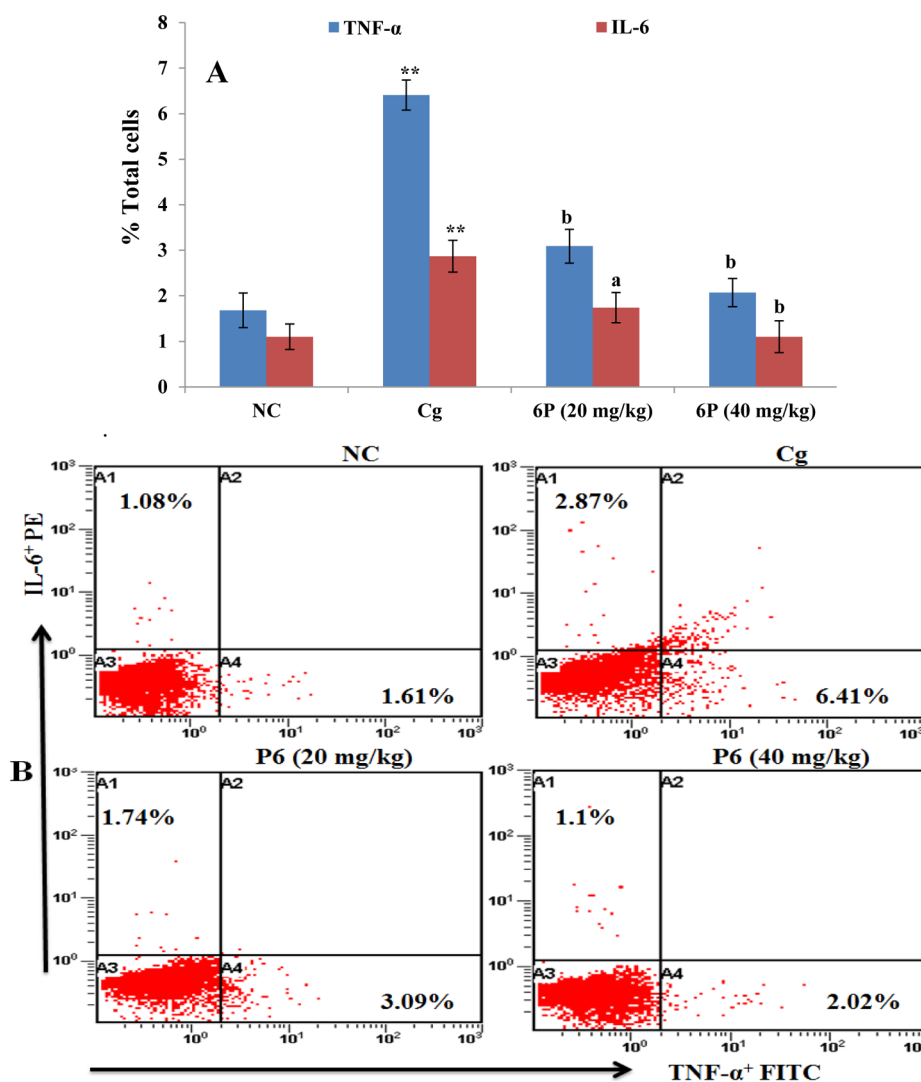 8
TNF-α IL-6
7
A
**
6
5
% Total cells
4
**
b
3
b
a
2
b
1
0
NC Cg 6P (20 mg/kg) 6P (40 mg/kg)
NC Cg
10³ A1 A2
1.08%
10²
IL-6⁺ PE
10¹
10⁰
A3 A4
1.61%
10⁰ 10¹ 10² 10³
10³ A1 A2
2.87%
10²
10¹
10⁰
A3 A4
6.41%
10⁰ 10¹ 10² 10³
B
P6 (20 mg/kg) P6 (40 mg/kg)
10³ A1 A2
1.74%
10²
10¹
10⁰
A3 A4
3.09%
10⁰ 10¹ 10² 10³
10³ A1 A2
1.1%
10²
10¹
10⁰
A3 A4
2.02%
10⁰ 10¹ 10² 10³
TNF-α⁺ FITC